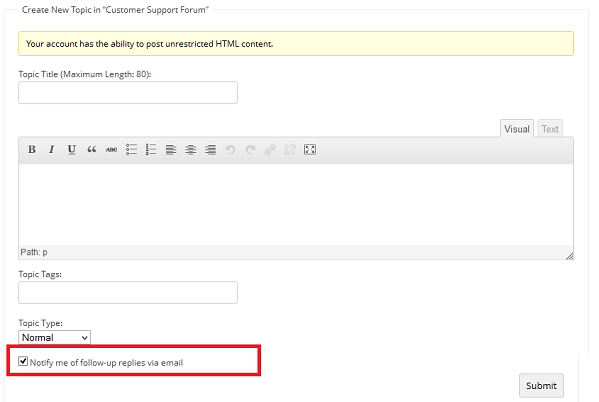 Create New Topic in “Customer Support Forum”
Your account has the ability to post unrestricted HTML content.
Topic Title (Maximum Length: 80):
Visual Text
B I U “ ABC
Path: p
Topic Tags:
Topic Type:
Normal
Notify me of follow-up replies via email
Submit